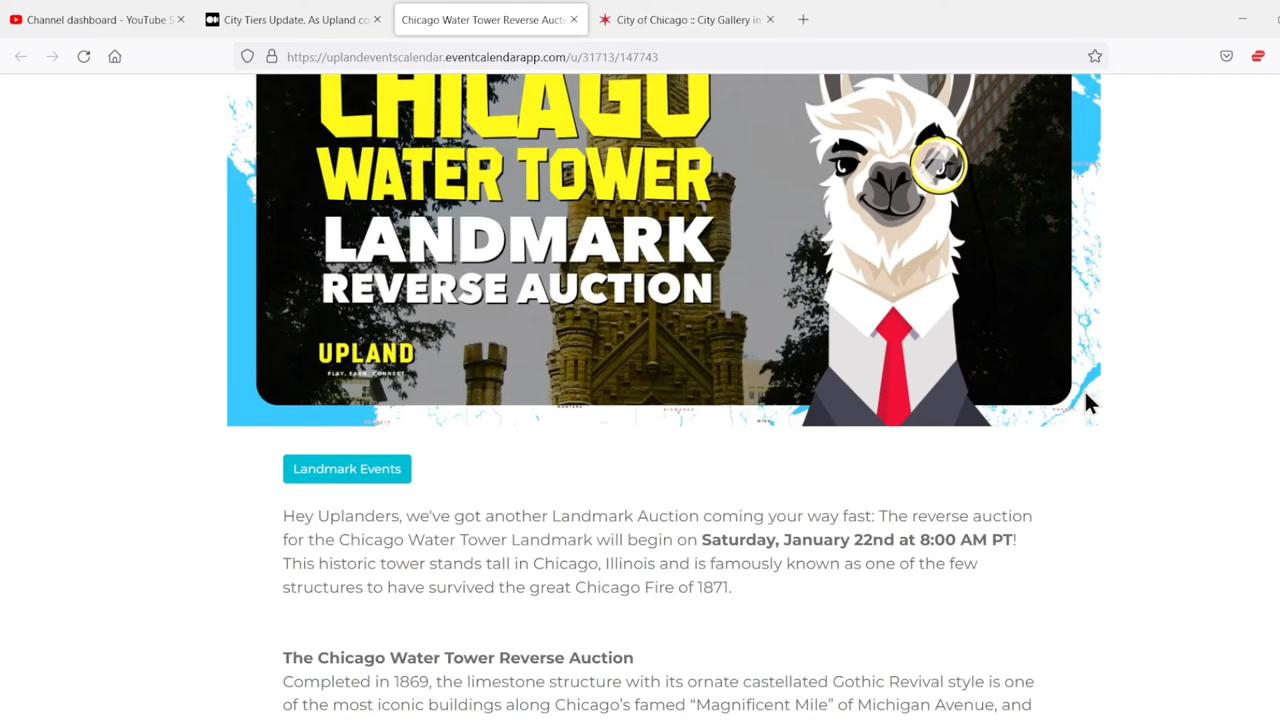 Channel dashboard - YouTube S
City Tiers Update. As Upland co
Chicago Water Tower Reverse Aucti
City of Chicago :: City Gallery in
https://uplandeventscalendar.eventcalendarapp.com/u/31713/147743
CHICAGO
WATER TOWER
LANDMARK
REVERSE AUCTION
UPLAND
PLAY. EARN. CONNECT
Landmark Events
Hey Uplanders, we've got another Landmark Auction coming your way fast: The reverse auction
for the Chicago Water Tower Landmark will begin on Saturday, January 22nd at 8:00 AM PT!
This historic tower stands tall in Chicago, Illinois and is famously known as one of the few
structures to have survived the great Chicago Fire of 1871.
The Chicago Water Tower Reverse Auction
Completed in 1869, the limestone structure with its ornate castellated Gothic Revival style is one
of the most iconic buildings along Chicago's famed “Magnificent Mile” of Michigan Avenue, and